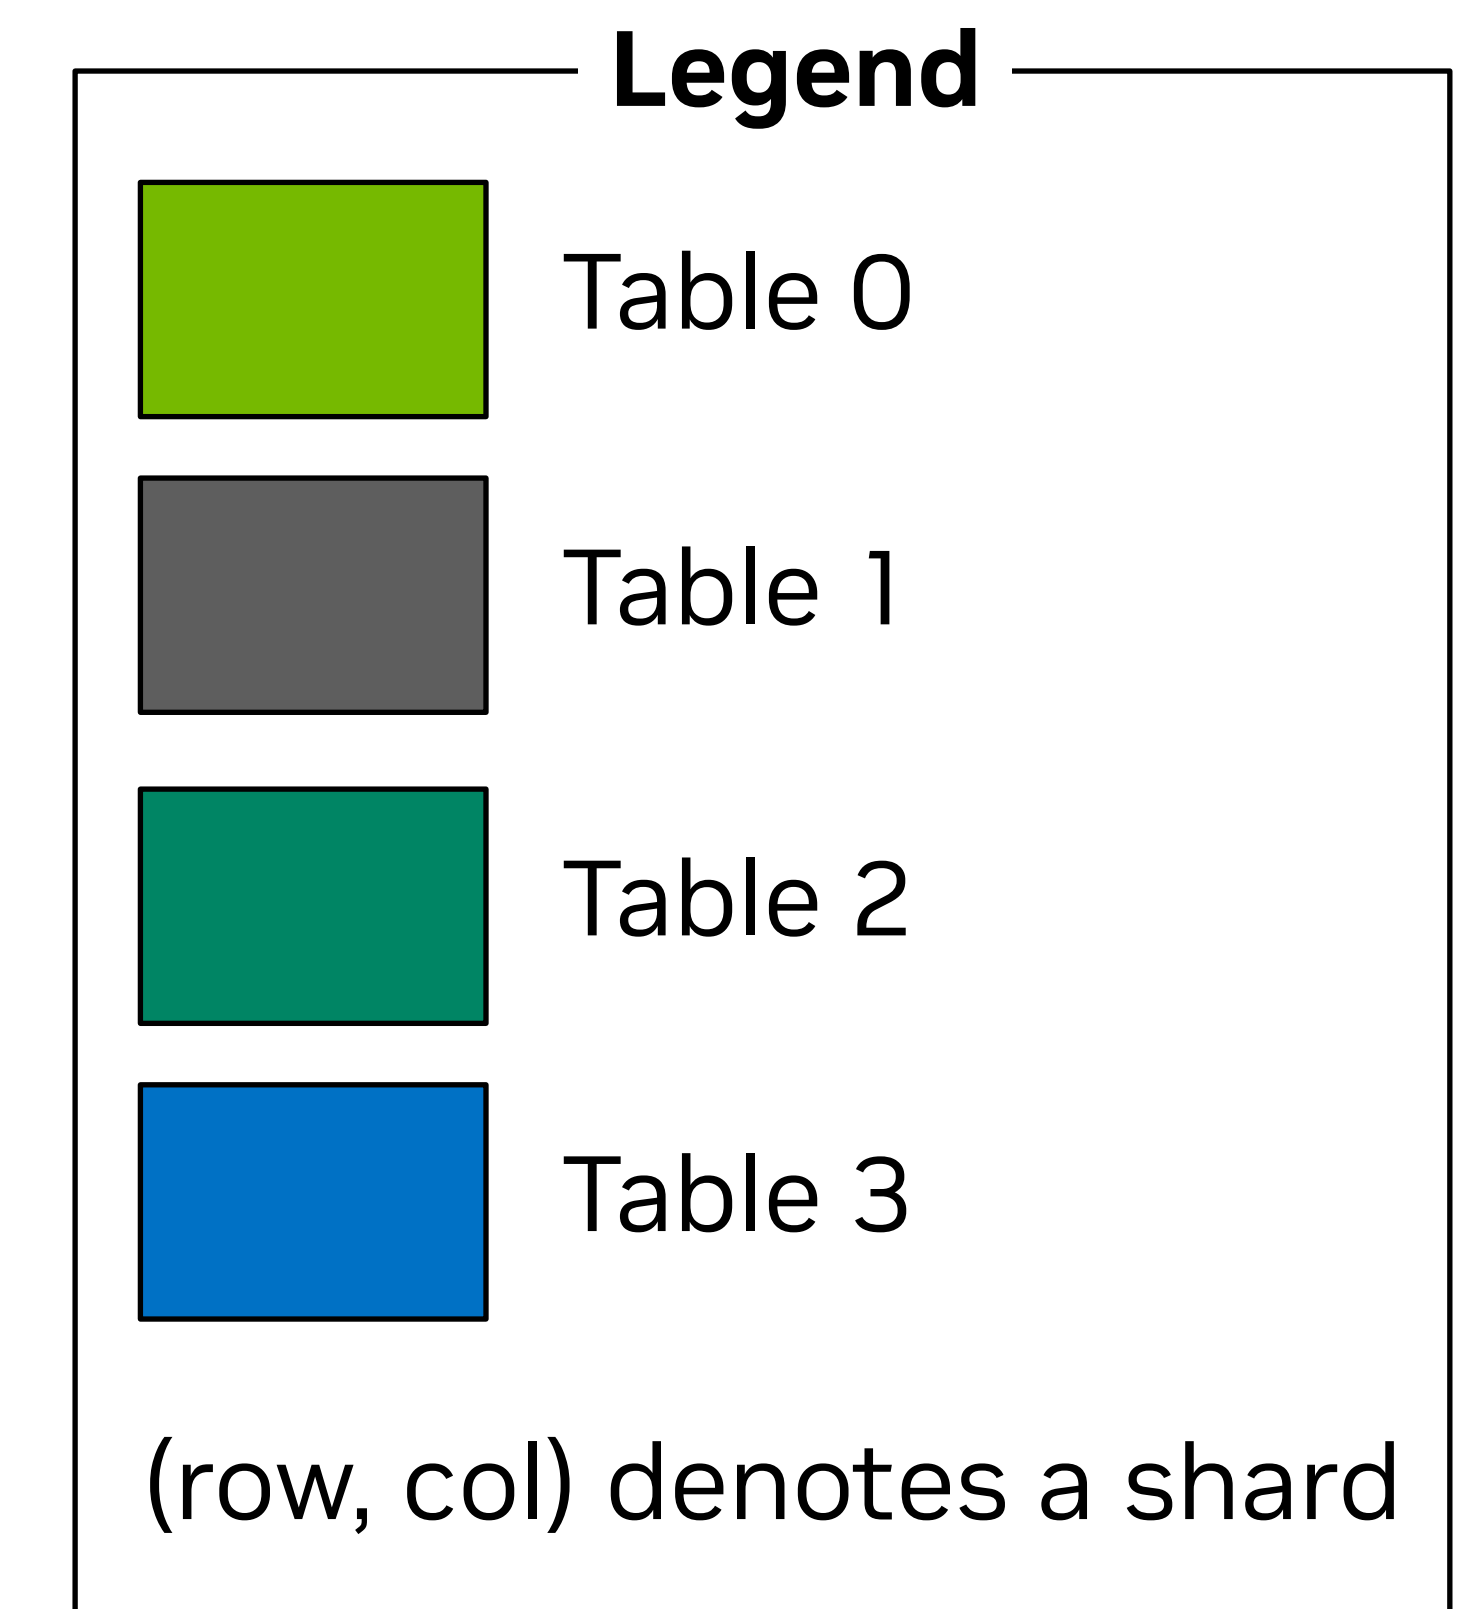 Legend
Table 0
Table 1
Table 2
Table 3
(row, col) denotes a shard